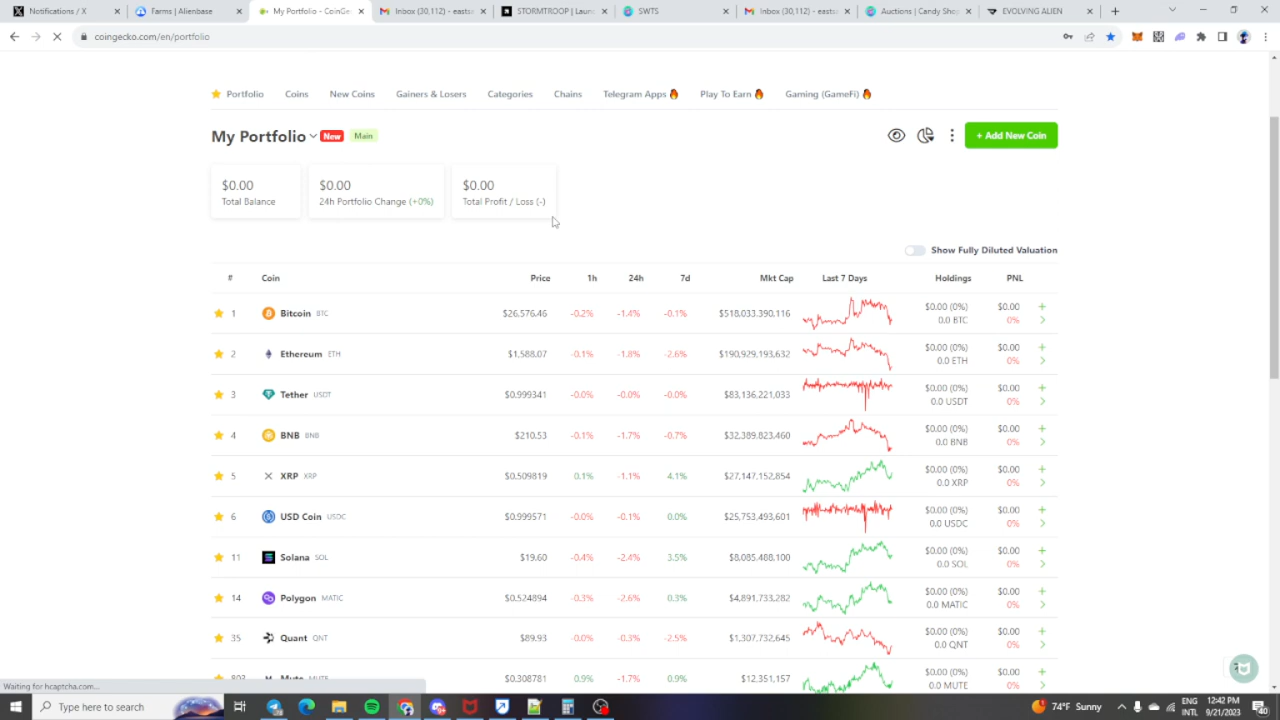 Notifications / X
Farms | Alienbase
My Portfolio - CoinGe
Inbox (30,112) - easts
STORMTROOP | Laun
SWTS
Inbox (30,112) - easts
Auctions | Candy Shop
EVOLVING ALIEN
coingecko.com/en/portfolio
Portfolio Coins New Coins Gainers & Losers Categories Chains Telegram Apps Play To Earn Gaming (GameFi)
My Portfolio New Main
+ Add New Coin
$0.00 $0.00 $0.00
Total Balance 24h Portfolio Change (+0%) Total Profit / Loss (-)
Show Fully Diluted Valuation
# Coin Price 1h 24h 7d Mkt Cap Last 7 Days Holdings PNL
1 Bitcoin BTC $26,576.46 -0.2% -1.4% -0.1% $518,033,390,116 $0.00 (0%) $0.00 +
0.0 BTC 0%
2 Ethereum ETH $1,588.07 -0.1% -1.8% -2.6% $190,929,193,632 $0.00 (0%) $0.00 +
0.0 ETH 0%
3 Tether USDT $0.999341 -0.0% -0.0% -0.0% $83,136,221,033 $0.00 (0%) $0.00 +
0.0 USDT 0%
4 BNB BNB $210.53 -0.1% -1.7% -0.7% $32,389,823,460 $0.00 (0%) $0.00 +
0.0 BNB 0%
5 XRP XRP $0.509819 0.1% -1.1% 4.1% $27,147,152,854 $0.00 (0%) $0.00 +
0.0 XRP 0%
6 USD Coin USDC $0.999571 -0.0% -0.1% 0.0% $25,753,493,601 $0.00 (0%) $0.00 +
0.0 USDC 0%
11 Solana SOL $19.60 -0.4% -2.4% 3.5% $8,085,488,100 $0.00 (0%) $0.00 +
0.0 SOL 0%
14 Polygon MATIC $0.524894 -0.3% -2.6% 0.3% $4,891,733,282 $0.00 (0%) $0.00 +
0.0 MATIC 0%
35 Quant QNT $89.93 -0.0% -0.3% -2.5% $1,307,732,645 $0.00 (0%) $0.00 +
0.0 QNT 0%
Mute MUTE $0.308781 0.9% -1.7% 0.9% $12,351,157 $0.00 (0%) $0.00 +
0.0 MUTE 0%
Waiting for hcaptcha.com...
Type here to search
74°F Sunny
ENG
INTL
12:42 PM
9/21/2023
40